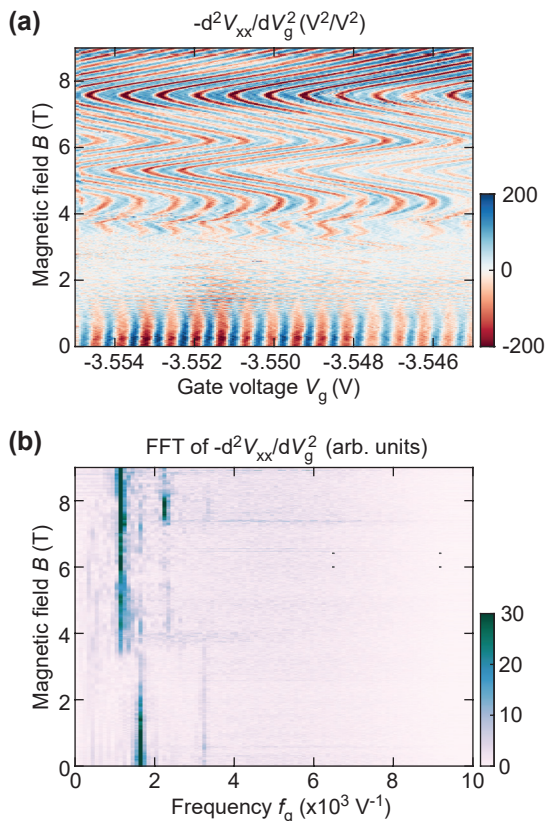 (a)
-d²Vxx/dVg² (V²/V²)
Magnetic field B (T)
8
6
4
2
0
200
0
-200
-3.554 -3.552 -3.550 -3.548 -3.546
Gate voltage Vg (V)
(b)
FFT of -d²Vxx/dVg² (arb. units)
Magnetic field B (T)
8
6
4
2
0
30
20
10
0
0 2 4 6 8 10
Frequency fg (x10³ V⁻¹)